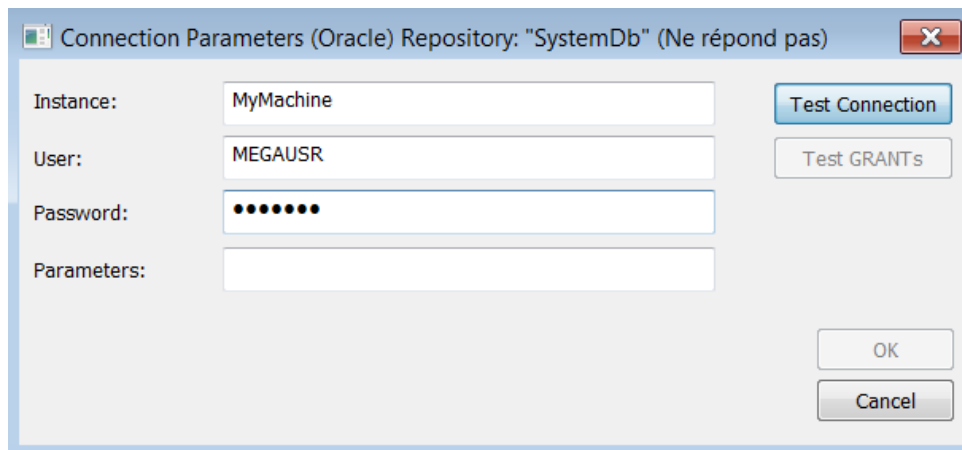 Connection Parameters (Oracle) Repository: "SystemDb" (Ne répond pas)
Instance: MyMachine Test Connection
User: MEGAUSR Test GRANTs
Password: •••••••
Parameters:
OK
Cancel